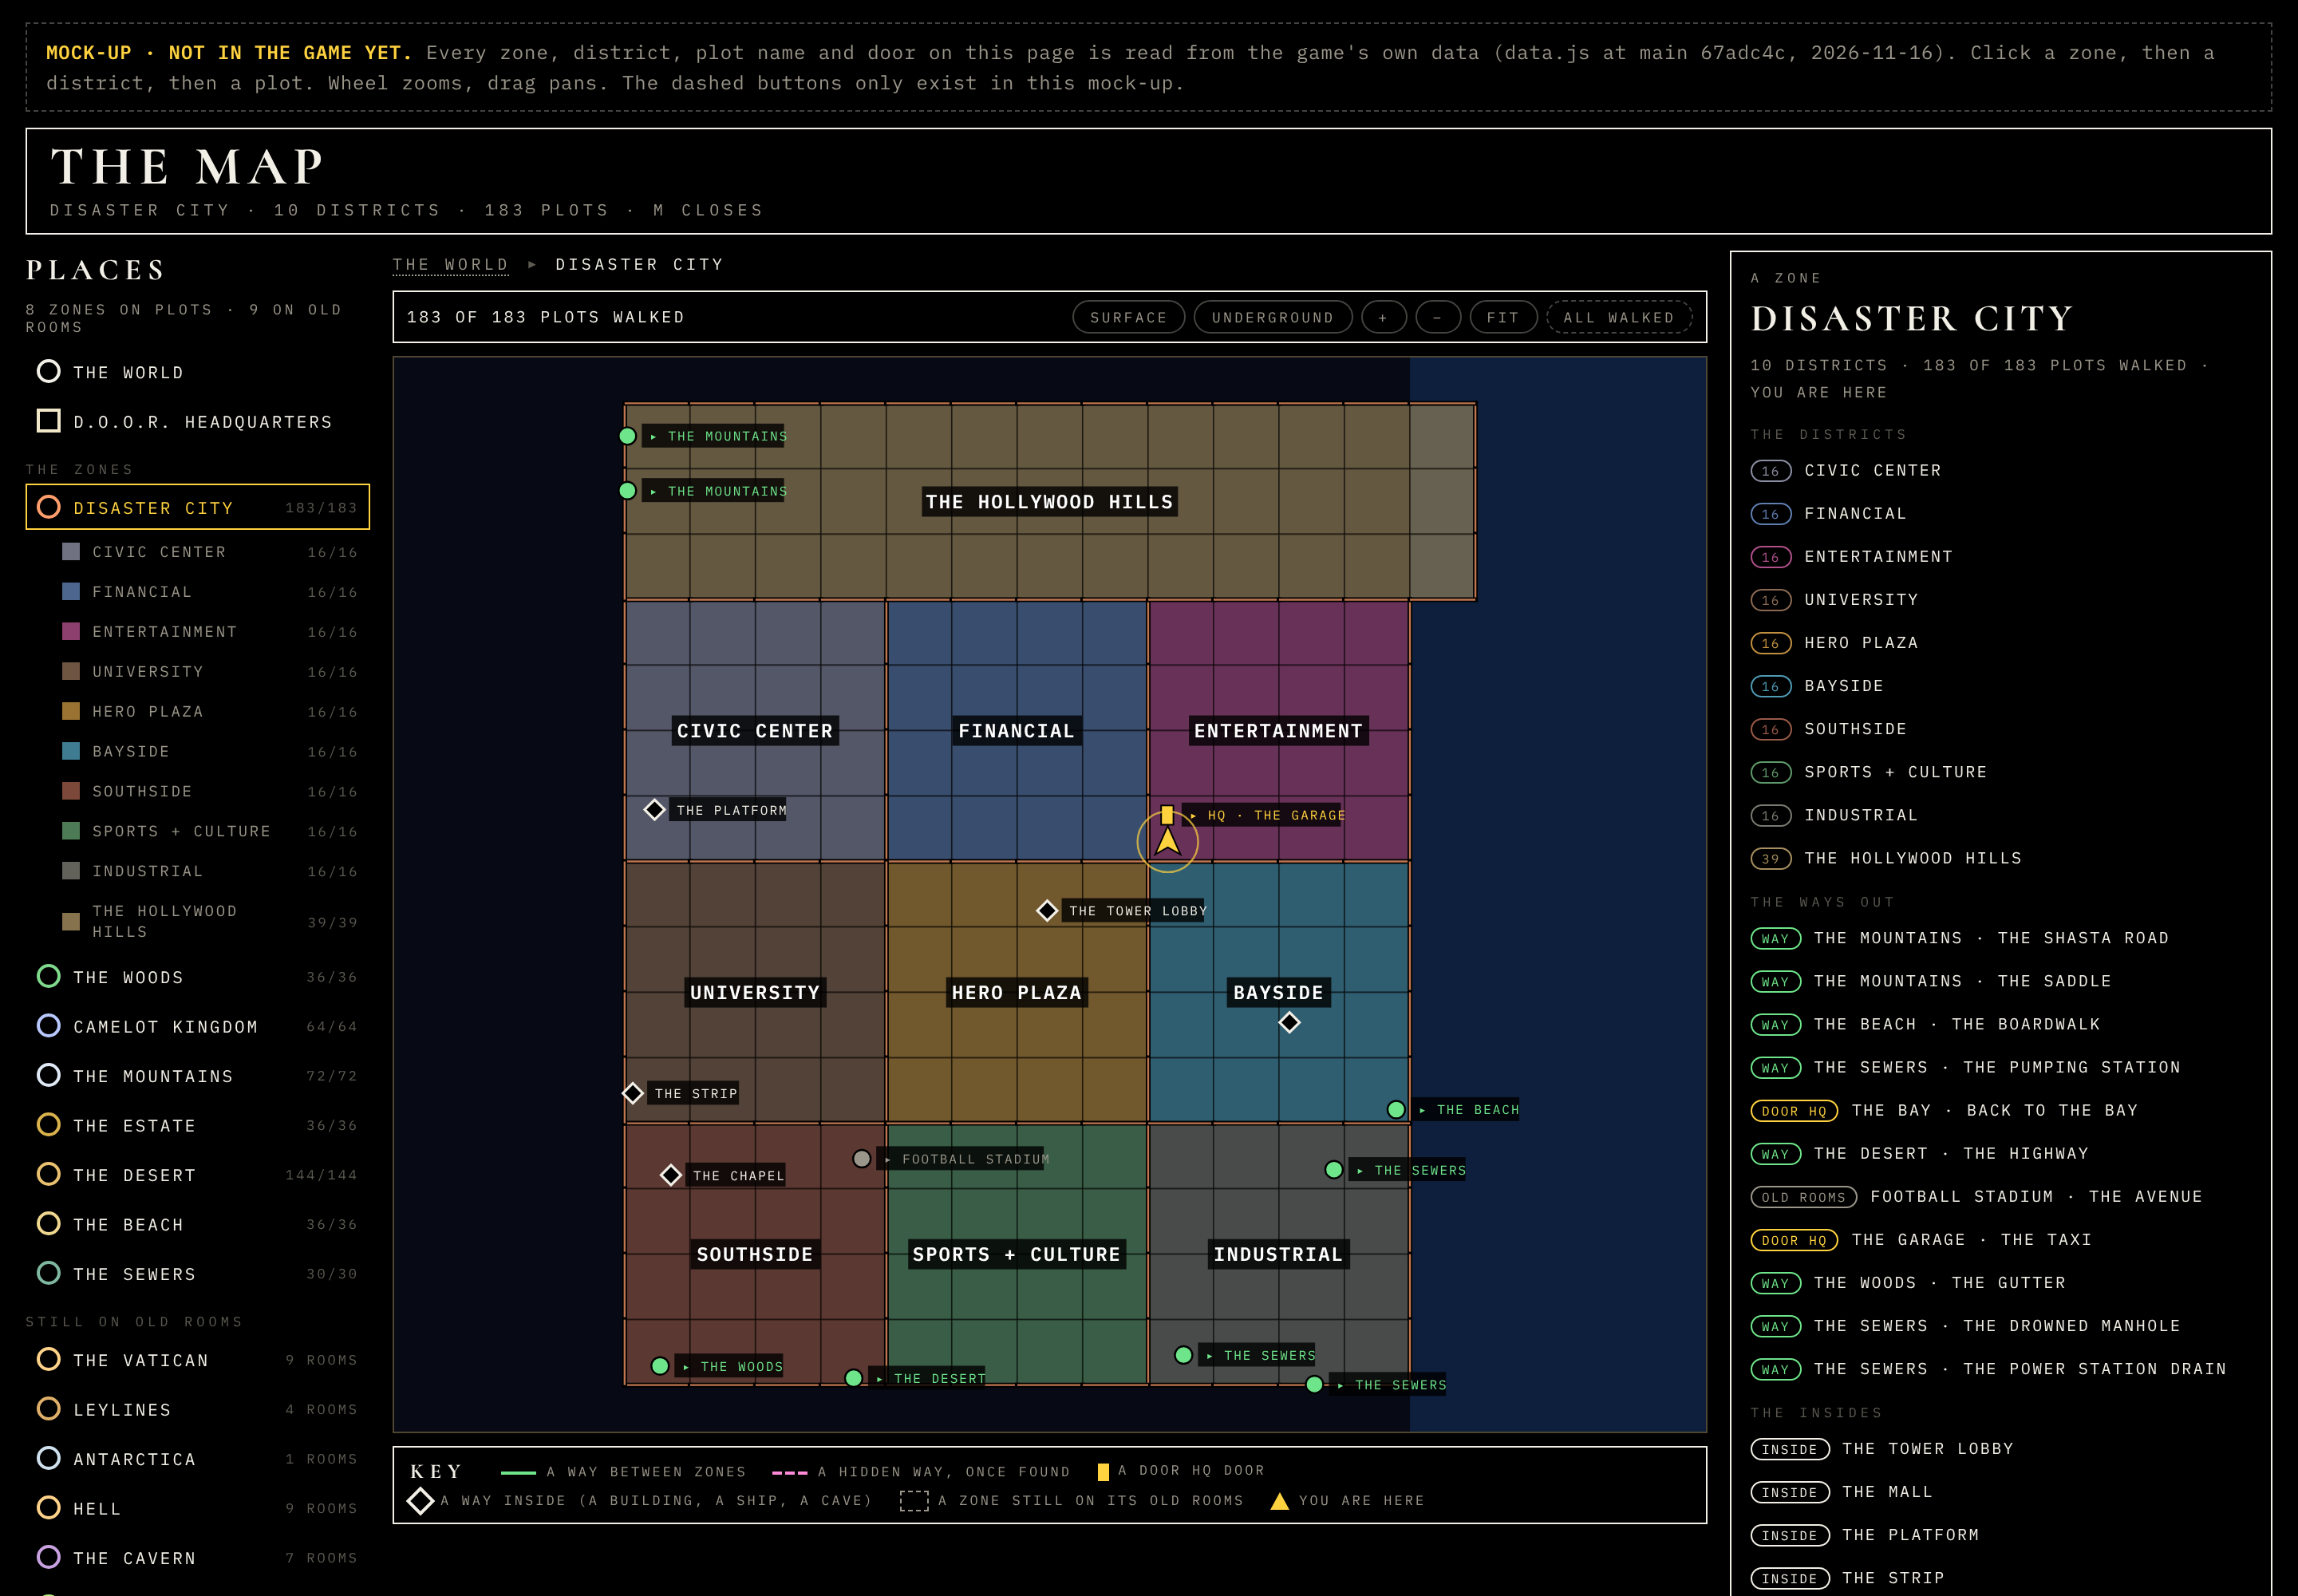 MOCK-UP · NOT IN THE GAME YET. Every zone, district, plot name and door on this page is read from the game's own data (data.js at main 67adc4c, 2026-11-16). Click a zone, then a
district, then a plot. Wheel zooms, drag pans. The dashed buttons only exist in this mock-up.
THE MAP
DISASTER CITY · 10 DISTRICTS · 183 PLOTS · M CLOSES
PLACES
8 ZONES ON PLOTS · 9 ON OLD
ROOMS
THE WORLD
D.O.O.R. HEADQUARTERS
THE ZONES
DISASTER CITY 183/183
CIVIC CENTER 16/16
FINANCIAL 16/16
ENTERTAINMENT 16/16
UNIVERSITY 16/16
HERO PLAZA 16/16
BAYSIDE 16/16
SOUTHSIDE 16/16
SPORTS + CULTURE 16/16
INDUSTRIAL 16/16
THE HOLLYWOOD
HILLS 39/39
THE WOODS 36/36
CAMELOT KINGDOM 64/64
THE MOUNTAINS 72/72
THE ESTATE 36/36
THE DESERT 144/144
THE BEACH 36/36
THE SEWERS 30/30
STILL ON OLD ROOMS
THE VATICAN 9 ROOMS
LEYLINES 4 ROOMS
ANTARCTICA 1 ROOMS
HELL 9 ROOMS
THE CAVERN 7 ROOMS
THE WORLD ▸ DISASTER CITY
183 OF 183 PLOTS WALKED
SURFACE UNDERGROUND + − FIT ALL WALKED
▸ THE MOUNTAINS
▸ THE MOUNTAINS
THE HOLLYWOOD HILLS
CIVIC CENTER FINANCIAL ENTERTAINMENT
THE PLATFORM
▸ HQ · THE GARAGE
THE TOWER LOBBY
UNIVERSITY HERO PLAZA BAYSIDE
THE STRIP
▸ THE BEACH
▸ FOOTBALL STADIUM
THE CHAPEL
▸ THE SEWERS
SOUTHSIDE SPORTS + CULTURE INDUSTRIAL
▸ THE SEWERS
▸ THE WOODS
▸ THE DESERT
▸ THE SEWERS
KEY A WAY BETWEEN ZONES A HIDDEN WAY, ONCE FOUND A DOOR HQ DOOR
A WAY INSIDE (A BUILDING, A SHIP, A CAVE) A ZONE STILL ON ITS OLD ROOMS YOU ARE HERE
A ZONE
DISASTER CITY
10 DISTRICTS · 183 OF 183 PLOTS WALKED ·
YOU ARE HERE
THE DISTRICTS
16 CIVIC CENTER
16 FINANCIAL
16 ENTERTAINMENT
16 UNIVERSITY
16 HERO PLAZA
16 BAYSIDE
16 SOUTHSIDE
16 SPORTS + CULTURE
16 INDUSTRIAL
39 THE HOLLYWOOD HILLS
THE WAYS OUT
WAY THE MOUNTAINS · THE SHASTA ROAD
WAY THE MOUNTAINS · THE SADDLE
WAY THE BEACH · THE BOARDWALK
WAY THE SEWERS · THE PUMPING STATION
DOOR HQ THE BAY · BACK TO THE BAY
WAY THE DESERT · THE HIGHWAY
OLD ROOMS FOOTBALL STADIUM · THE AVENUE
DOOR HQ THE GARAGE · THE TAXI
WAY THE WOODS · THE GUTTER
WAY THE SEWERS · THE DROWNED MANHOLE
WAY THE SEWERS · THE POWER STATION DRAIN
THE INSIDES
INSIDE THE TOWER LOBBY
INSIDE THE MALL
INSIDE THE PLATFORM
INSIDE THE STRIP